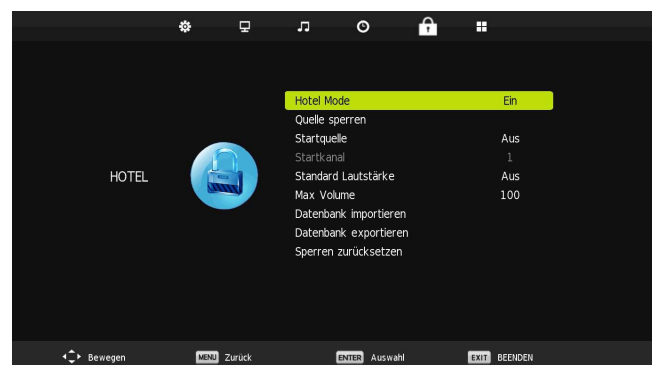 Hotel Mode Ein
Quelle sperren
Startquelle Aus
Startkanal 1
HOTEL
Standard Lautstärke Aus
Max Volume 100
Datenbank importieren
Datenbank exportieren
Sperren zurücksetzen
Bewegen MENU Zurück ENTER Auswahl EXIT BEENDEN